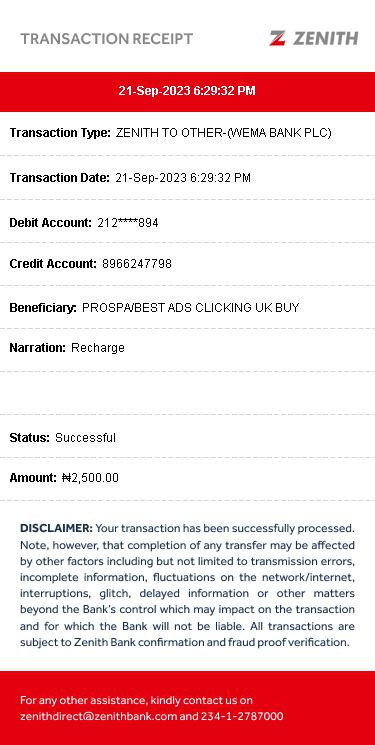 TRANSACTION RECEIPT
ZENITH
21-Sep-2023 6:29:32 PM
Transaction Type: ZENITH TO OTHER-(WEMA BANK PLC)
Transaction Date: 21-Sep-2023 6:29:32 PM
Debit Account: 212****894
Credit Account: 8966247798
Beneficiary: PROSPA/BEST ADS CLICKING UK BUY
Narration: Recharge
Status: Successful
Amount: ₦2,500.00
DISCLAIMER: Your transaction has been successfully processed.
Note, however, that completion of any transfer may be affected
by other factors including but not limited to transmission errors,
incomplete information, fluctuations on the network/internet,
interruptions, glitch, delayed information or other matters
beyond the Bank's control which may impact on the transaction
and for which the Bank will not be liable. All transactions are
subject to Zenith Bank confirmation and fraud proof verification.
For any other assistance, kindly contact us on
zenithdirect@zenithbank.com and 234-1-2787000